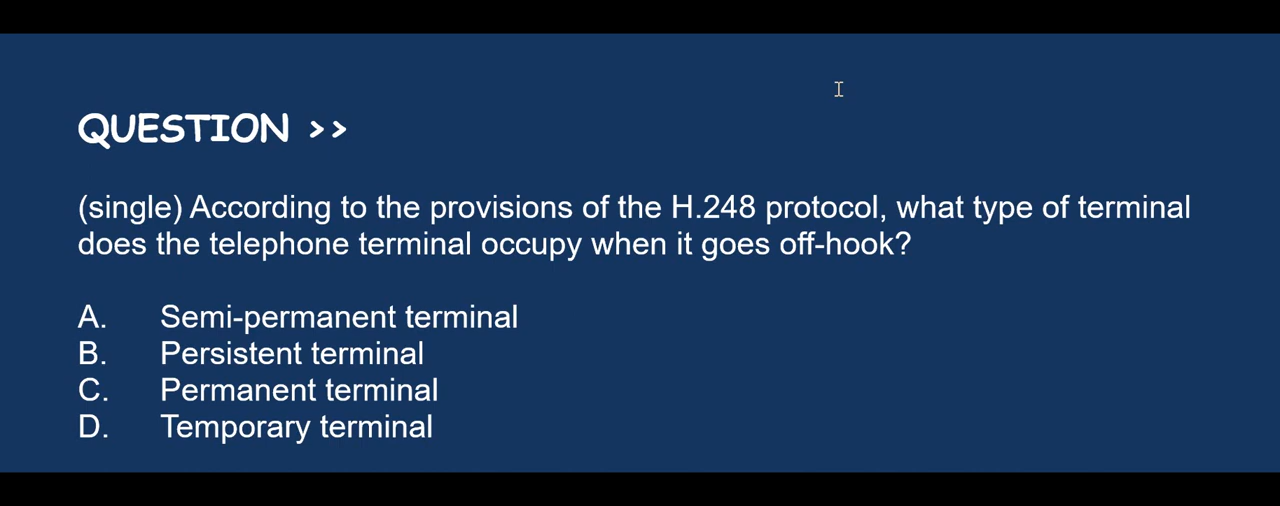 QUESTION >>
(single) According to the provisions of the H.248 protocol, what type of terminal
does the telephone terminal occupy when it goes off-hook?
A. Semi-permanent terminal
B. Persistent terminal
C. Permanent terminal
D. Temporary terminal